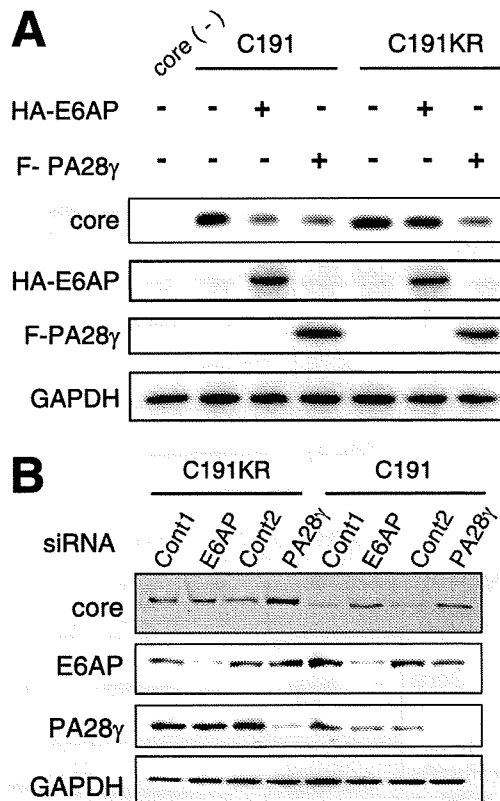 A
core (-)
C191
C191KR
HA-E6AP - - + - - + -
F- PA28γ - - - + - - +
core
HA-E6AP
F-PA28γ
GAPDH
B
C191KR
C191
siRNA
Cont1
E6AP
Cont2
PA28γ
Cont1
E6AP
Cont2
PA28γ
core
E6AP
PA28γ
GAPDH